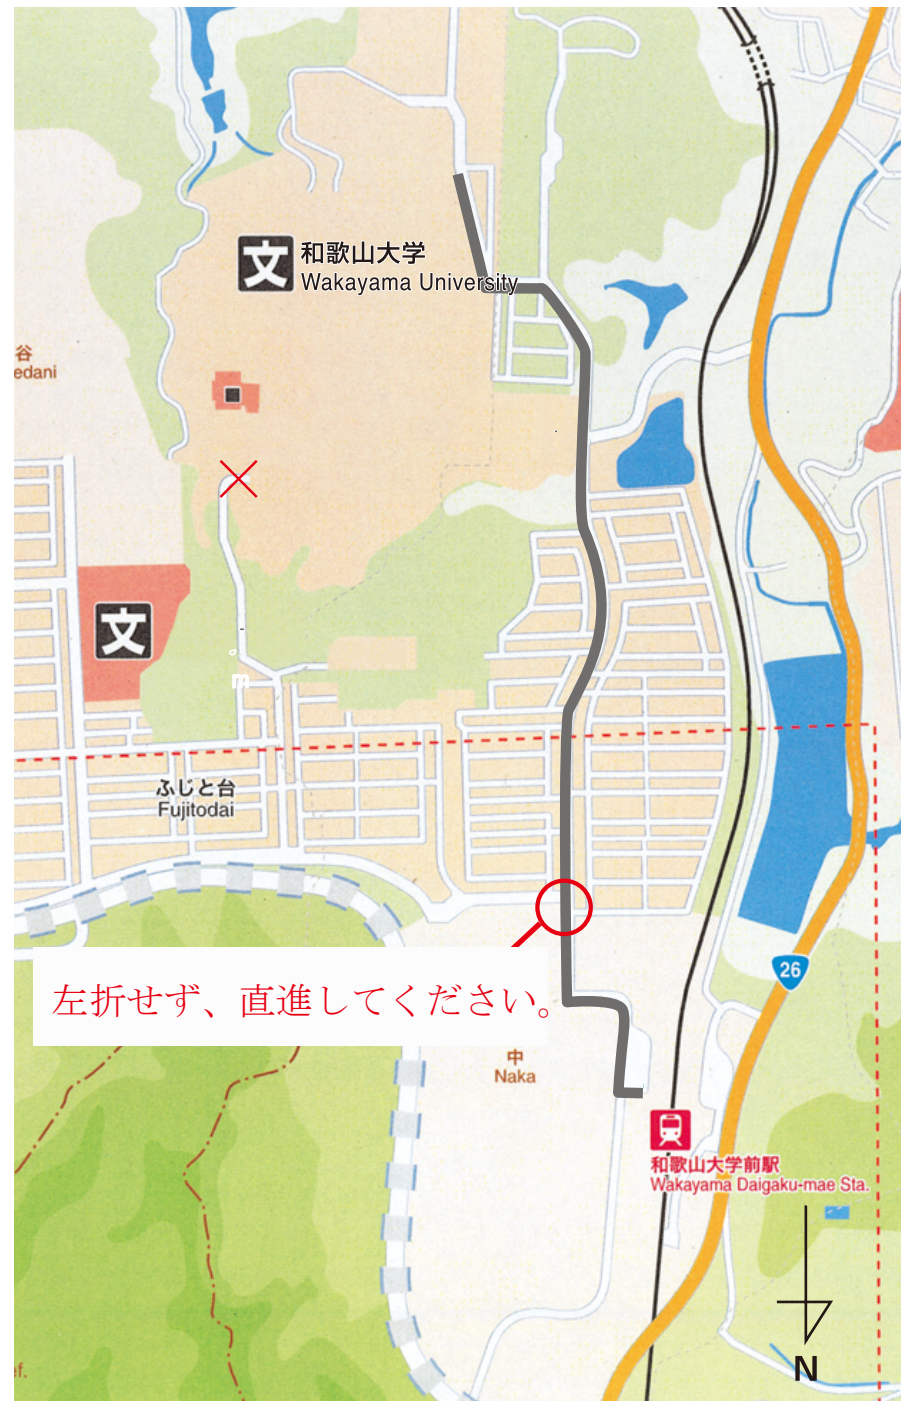 文
和歌山大学
Wakayama University
谷
edani
文
m
ふじと台
Fujitodai
26
左折せず、直進してください。
中
Naka
和歌山大学前駅
Wakayama Daigaku-mae Sta.
ef.
N